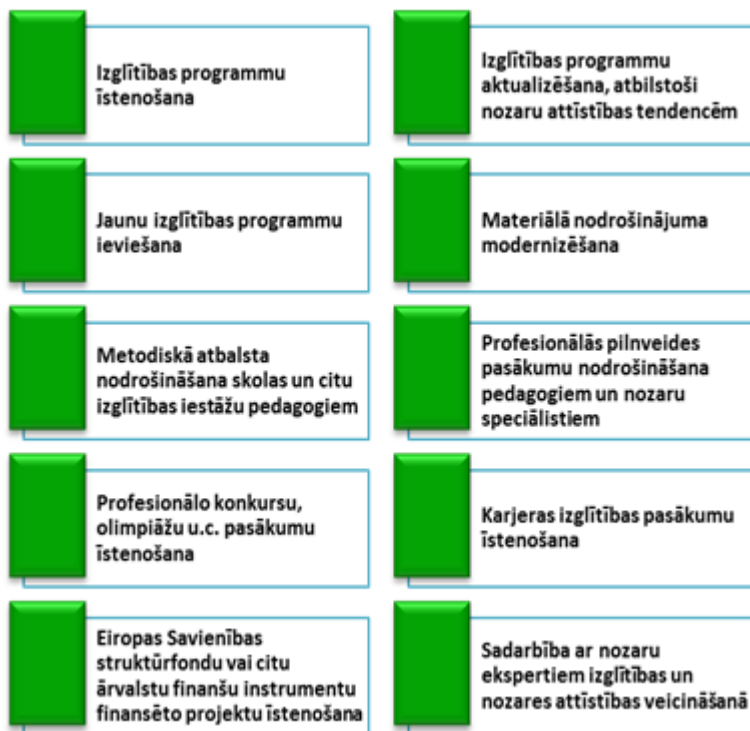 Izglītības programmu
īstenošana
Izglītības programmu
aktualizēšana, atbilstoši
nozaru attīstības tendencēm
Jaunu izglītības programmu
ieviešana
Materiālā nodrošinājuma
modernizēšana
Metodiskā atbalsta
nodrošināšana skolas un citu
izglītības iestāžu pedagogiem
Profesionālās pilnveides
pasākumu nodrošināšana
pedagogiem un nozaru
speciālistiem
Profesionālo konkursu,
olimpiāžu u.c. pasākumu
īstenošana
Karjeras izglītības pasākumu
īstenošana
Eiropas Savienības
struktūrfondu vai citu
ārvalstu finanšu instrumentu
finansēto projektu īstenošana
Sadarbība ar nozaru
ekspertiem izglītības un
nozares attīstības veicināšanā